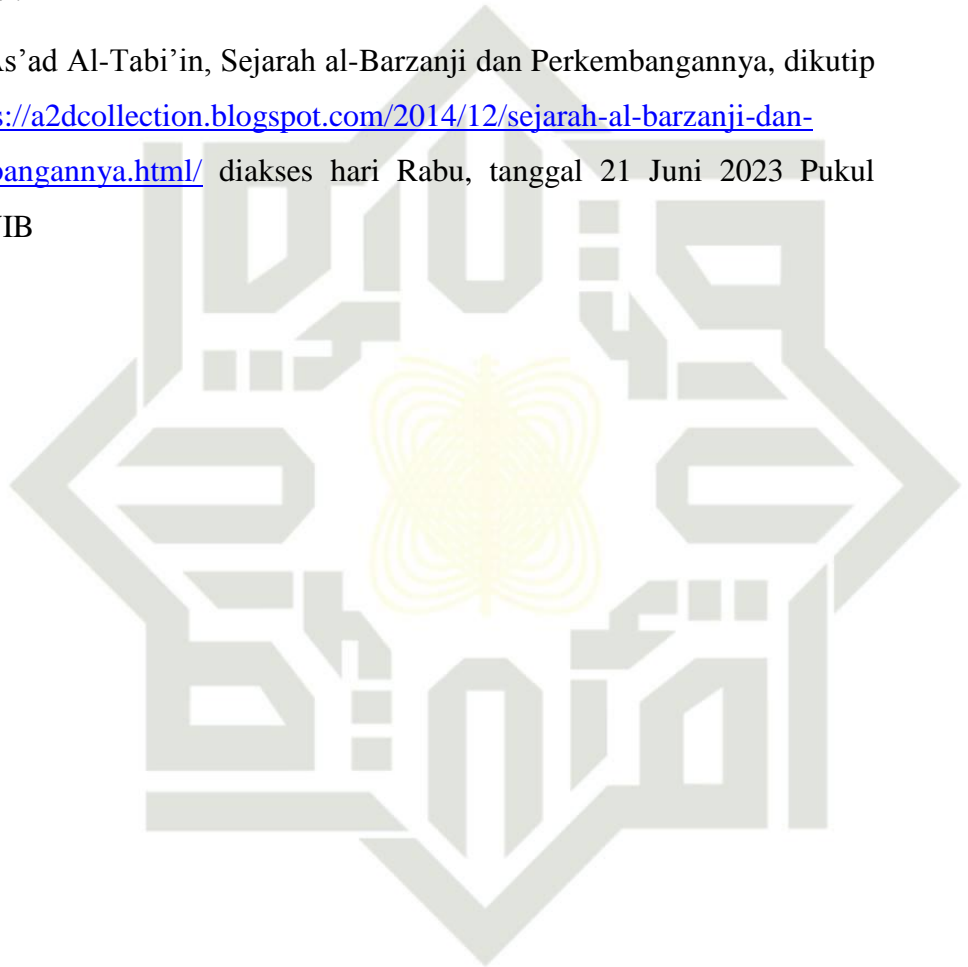 As’ad Al-Tabi’in, Sejarah al-Barzanji dan Perkembangannya, dikutip
s://a2dcollection.blogspot.com/2014/12/sejarah-al-barzanji-dan-
bangannya.html/ diakses hari Rabu, tanggal 21 Juni 2023 Pukul
IB